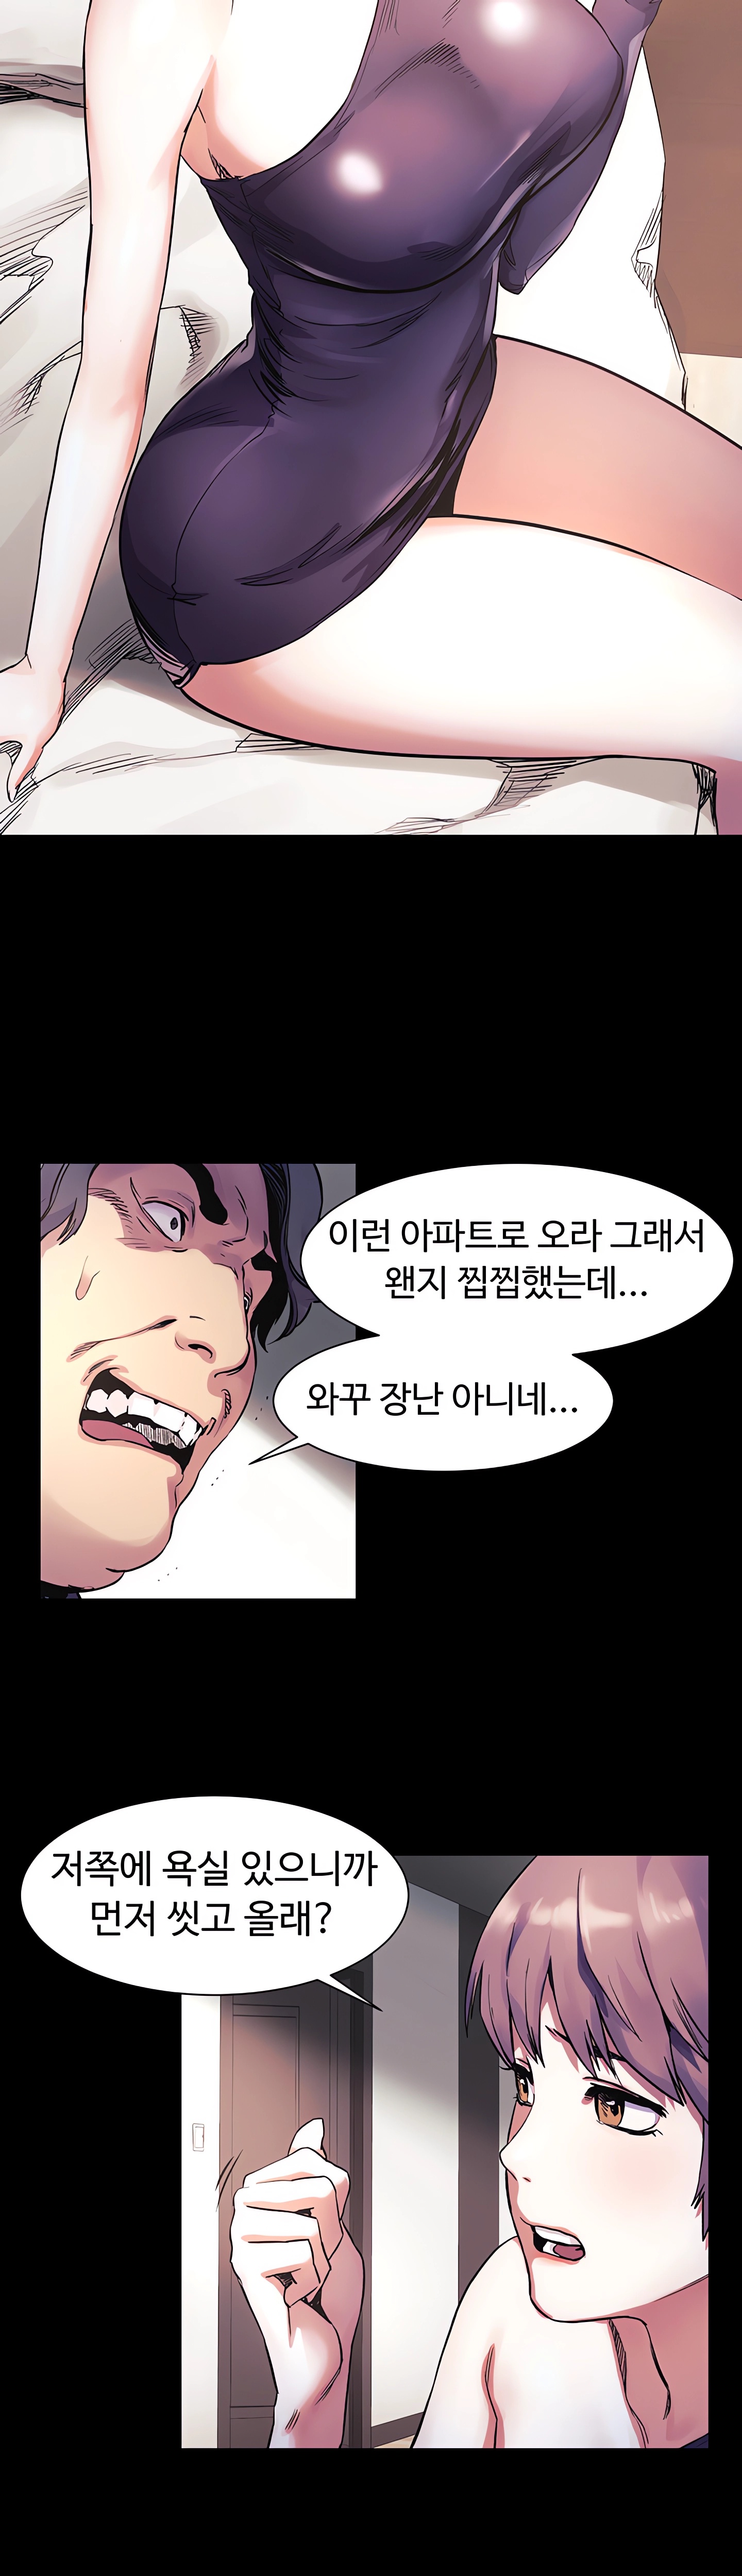 이런 아파트로 오라 그래서
왠지 찝찝했는데...
와꾸 장난 아니네...
저쪽에 욕실 있으니까
먼저 씻고 올래?